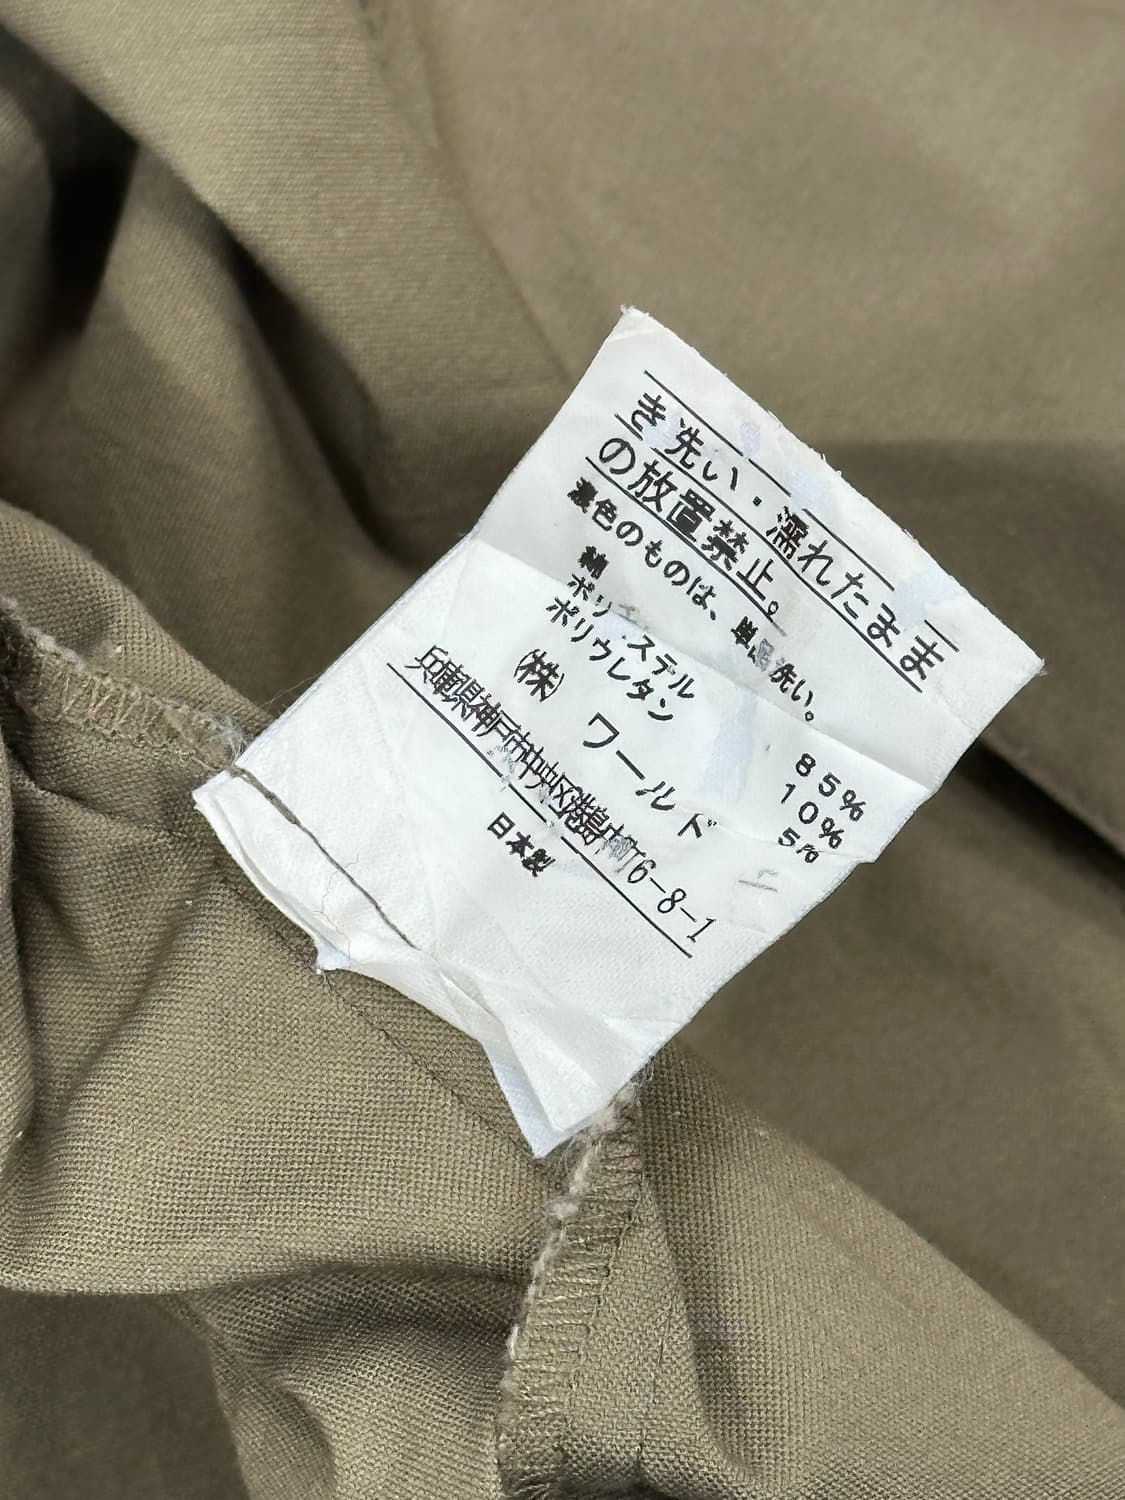 き洗い・濡れたまま
の放置禁止。
濃色のものは、単独洗い。
綿 85%
ポリエステル 10%
ポリウレタン 5%
(株) ワールド
兵庫県神戸市中央区港島中町6-8-1
日本製